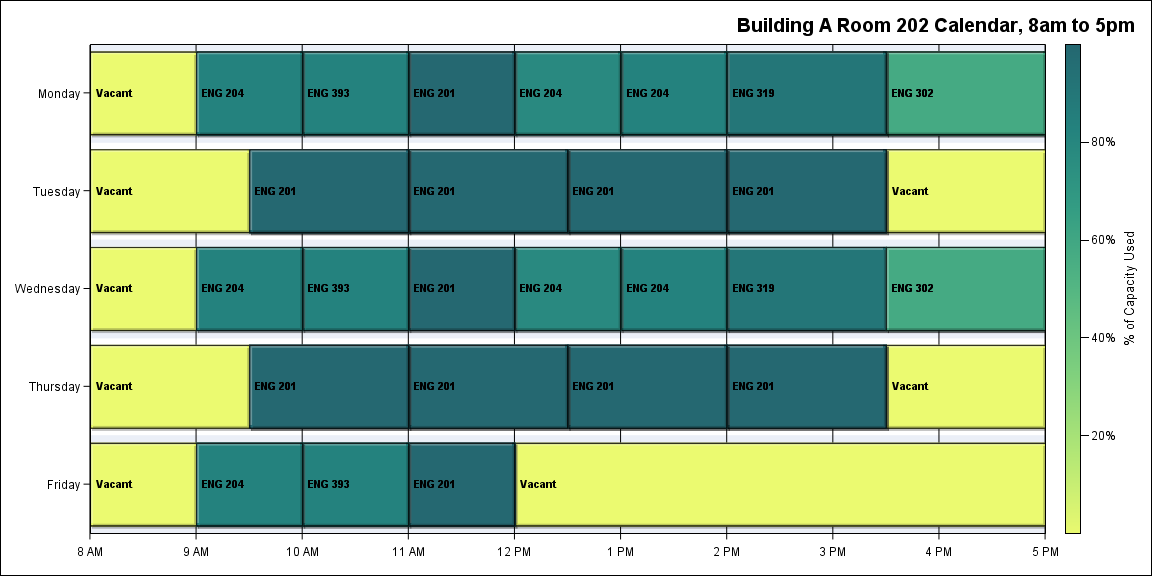 Building A Room 202 Calendar, 8am to 5pm
Monday
Vacant
ENG 204
ENG 393
ENG 201
ENG 204
ENG 204
ENG 319
ENG 302
Tuesday
Vacant
ENG 201
ENG 201
ENG 201
ENG 201
Vacant
Wednesday
Vacant
ENG 204
ENG 393
ENG 201
ENG 204
ENG 204
ENG 319
ENG 302
Thursday
Vacant
ENG 201
ENG 201
ENG 201
ENG 201
Vacant
Friday
Vacant
ENG 204
ENG 393
ENG 201
Vacant
8 AM
9 AM
10 AM
11 AM
12 PM
1 PM
2 PM
3 PM
4 PM
5 PM
80%
60%
40%
20%
% of Capacity Used